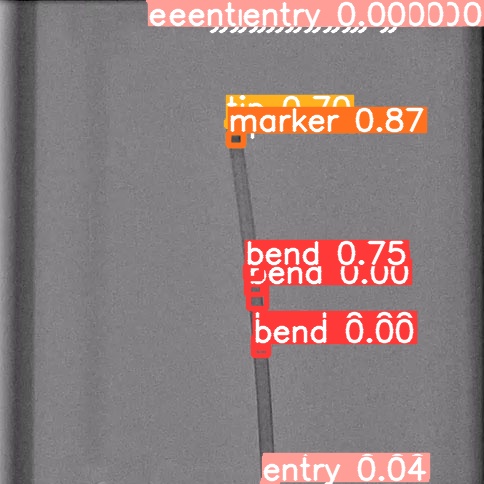 entry 0.00
tip 0.70
marker 0.87
bend 0.75
bend 0.00
bend 0.00
entry 0.04